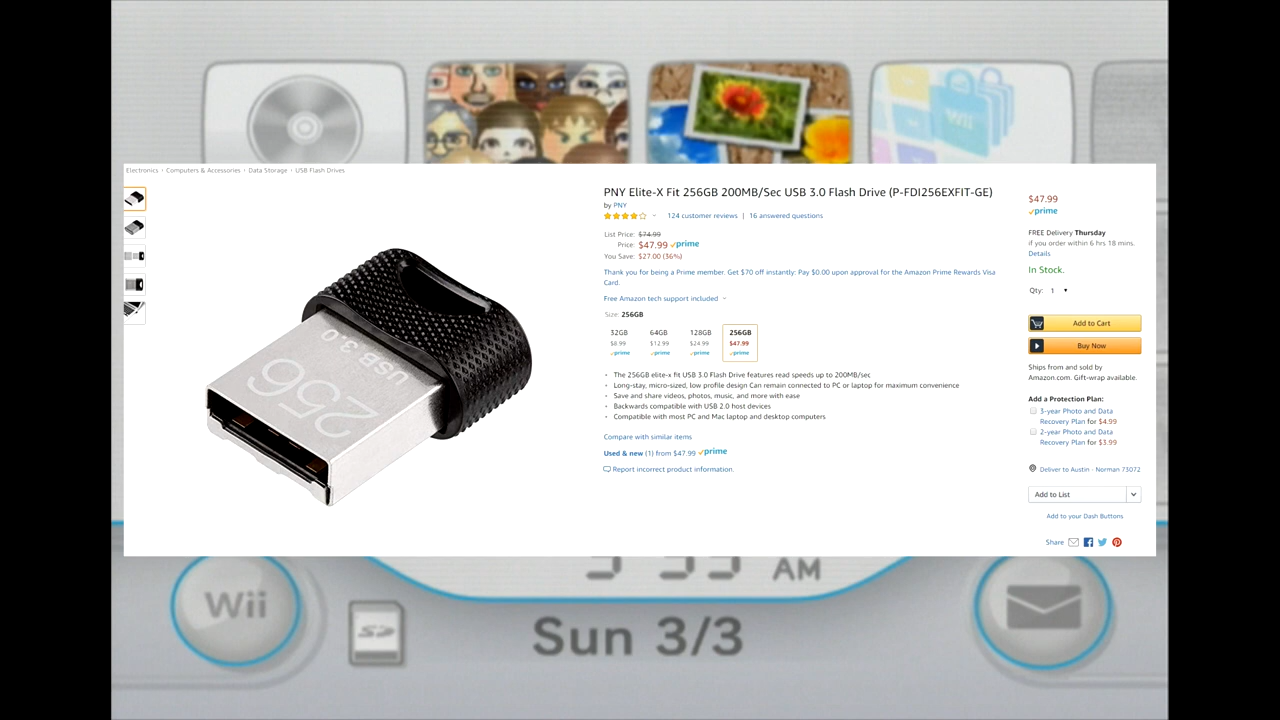 Wii
Electronics › Computers & Accessories › Data Storage › USB Flash Drives
PNY Elite-X Fit 256GB 200MB/Sec USB 3.0 Flash Drive (P-FDI256EXFIT-GE)
by PNY
124 customer reviews | 16 answered questions
List Price: $74.99
Price: $47.99 prime
You Save: $27.00 (36%)
Thank you for being a Prime member. Get $70 off instantly: Pay $0.00 upon approval for the Amazon Prime Rewards Visa
Card.
Free Amazon tech support included
Size: 256GB
32GB 64GB 128GB 256GB
$8.99 $12.99 $24.99 $47.99
prime prime prime prime
• The 256GB elite-x fit USB 3.0 Flash Drive features read speeds up to 200MB/sec
• Long-stay, micro-sized, low profile design Can remain connected to PC or laptop for maximum convenience
• Save and share videos, photos, music, and more with ease
• Backwards compatible with USB 2.0 host devices
• Compatible with most PC and Mac laptop and desktop computers
Compare with similar items
Used & new (1) from $47.99 prime
Report incorrect product information.
$47.99
prime
FREE Delivery Thursday
if you order within 6 hrs 18 mins.
Details
In Stock.
Qty: 1
Add to Cart
Buy Now
Ships from and sold by
Amazon.com. Gift-wrap available.
Add a Protection Plan:
3-year Photo and Data
Recovery Plan for $4.99
2-year Photo and Data
Recovery Plan for $3.99
Deliver to Austin - Norman 73072
Add to List
Add to your Dash Buttons
Share
AM
Wii
SD
Sun 3/3